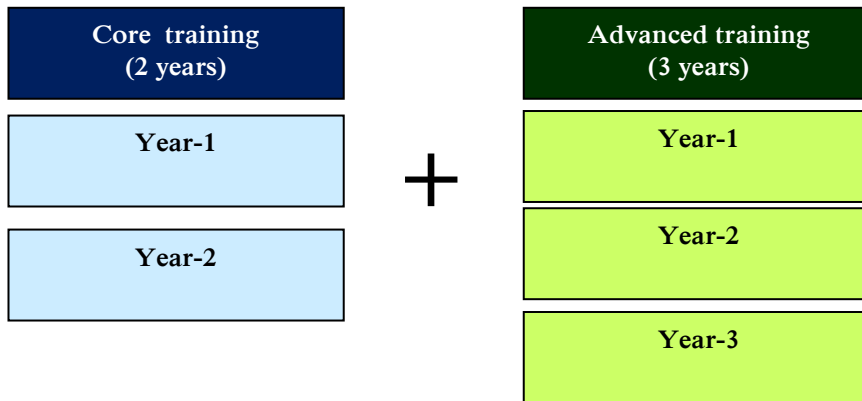 Core training
(2 years)
Year-1
Year-2
+
Advanced training
(3 years)
Year-1
Year-2
Year-3